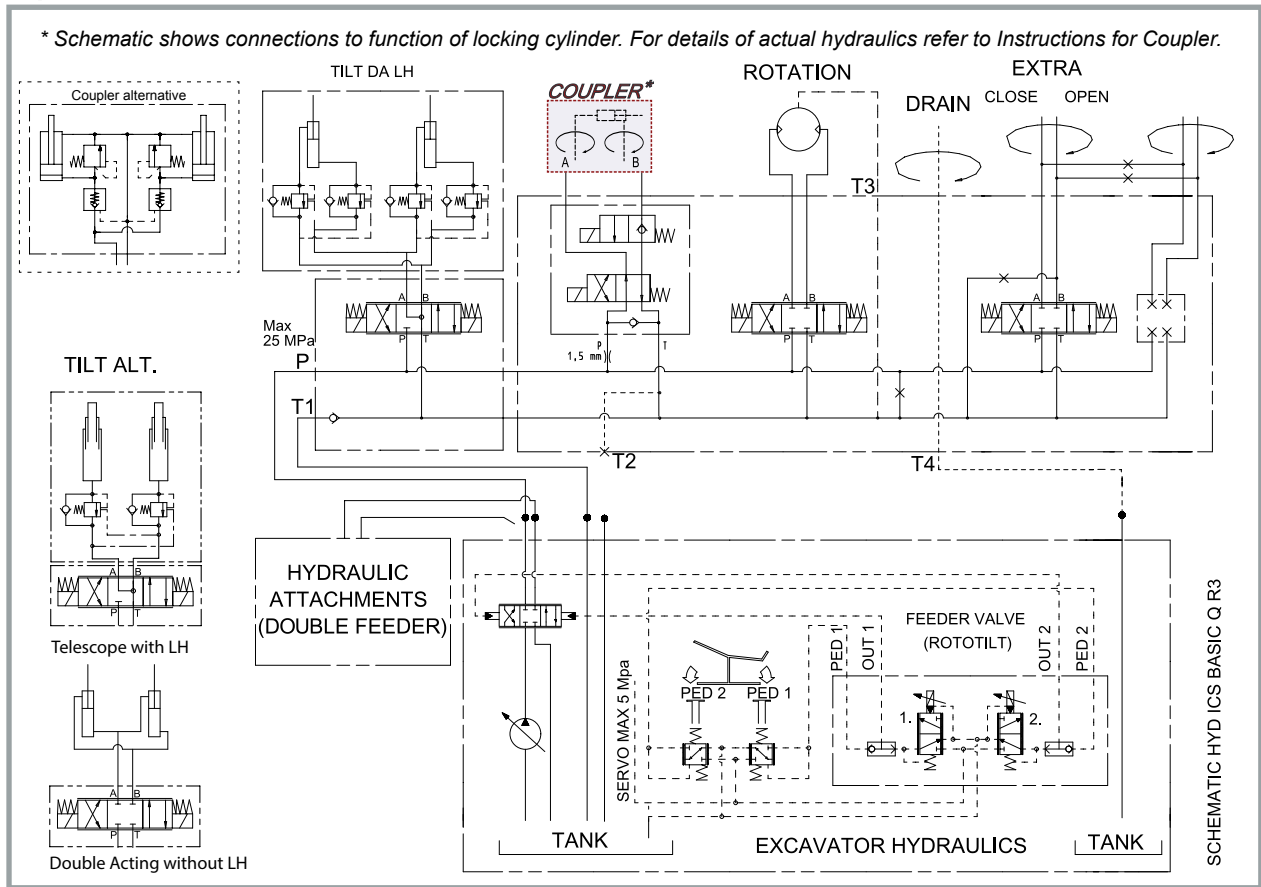 * Schematic shows connections to function of locking cylinder. For details of actual hydraulics refer to Instructions for Coupler.
Coupler alternative
TILT DA LH
COUPLER*
A
B
ROTATION
DRAIN
EXTRA
CLOSE
OPEN
T3
A
B
P
T
Max
25 MPa
P
T1
P
T
1,5 mm
A
B
P
T
A
B
P
T
T2
T4
TILT ALT.
A
B
P
T
Telescope with LH
A
B
P
T
Double Acting without LH
HYDRAULIC
ATTACHMENTS
(DOUBLE FEEDER)
SERVO MAX 5 Mpa
PED 2
PED 1
PED 1
OUT 1
FEEDER VALVE
(ROTOTILT)
OUT 2
PED 2
1.
2.
TANK
EXCAVATOR HYDRAULICS
TANK
SCHEMATIC HYD ICS BASIC Q R3